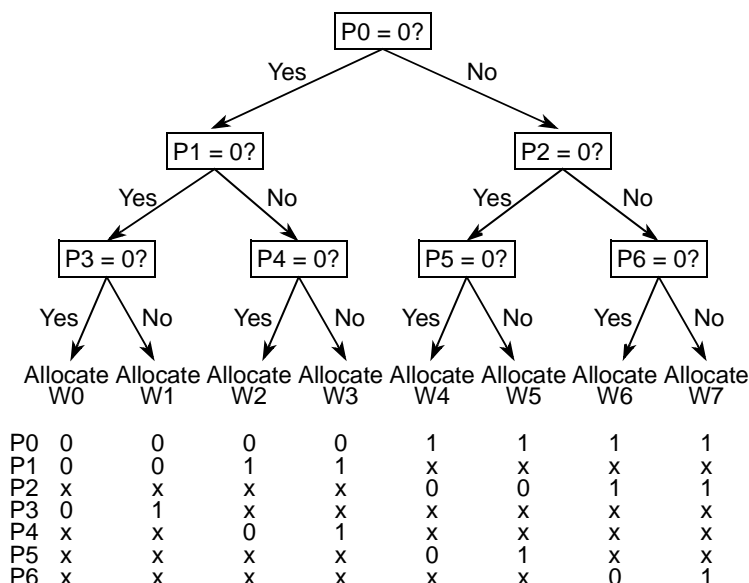 P0 = 0?
Yes No
P1 = 0? P2 = 0?
Yes No Yes No
P3 = 0? P4 = 0? P5 = 0? P6 = 0?
Yes No Yes No Yes No Yes No
Allocate Allocate Allocate Allocate Allocate Allocate Allocate Allocate
W0 W1 W2 W3 W4 W5 W6 W7
P0 0 0 0 0 1 1 1 1
P1 0 0 1 1 x x x x
P2 x x x x 0 0 1 1
P3 0 1 x x x x x x
P4 x x 0 1 x x x x
P5 x x x x 0 1 x x
P6 x x x x x x 0 1